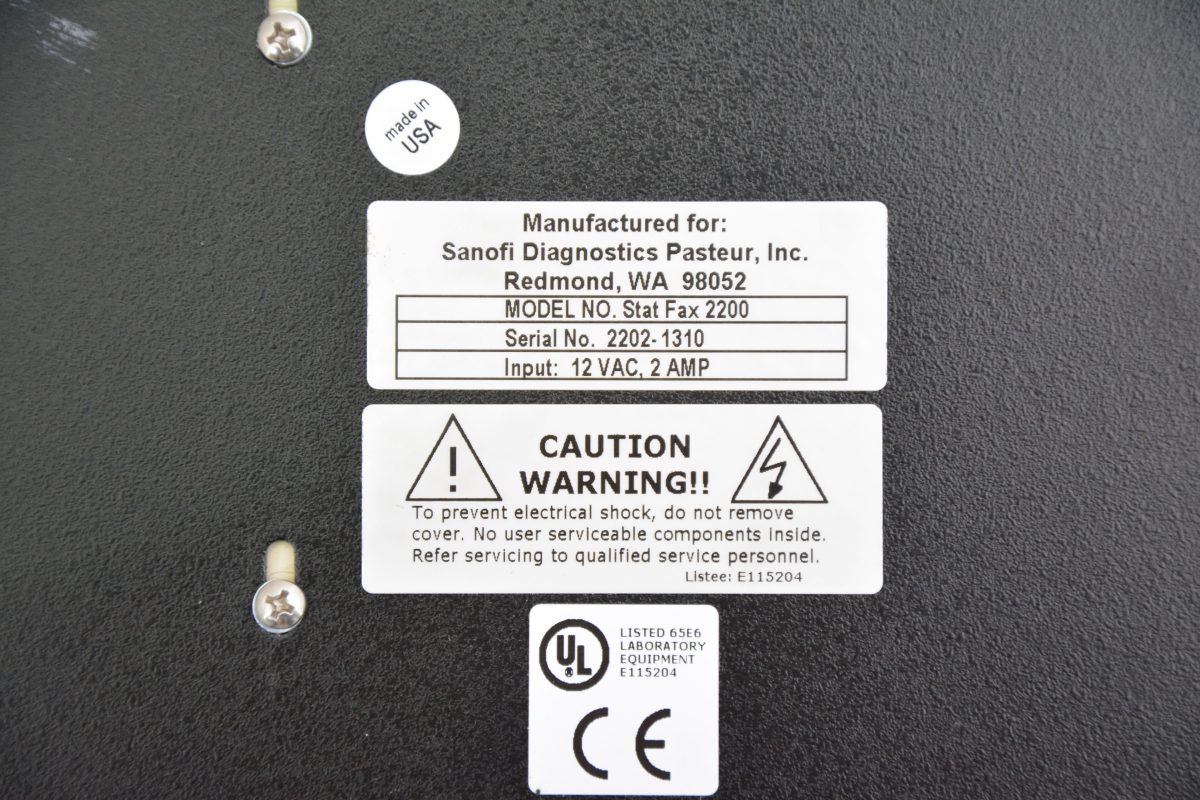 made in
USA
Manufactured for:
Sanofi Diagnostics Pasteur, Inc.
Redmond, WA 98052
MODEL NO. Stat Fax 2200
Serial No. 2202-1310
Input: 12 VAC, 2 AMP
!
CAUTION
WARNING!!
To prevent electrical shock, do not remove
cover. No user serviceable components inside.
Refer servicing to qualified service personnel.
Listee: E115204
UL ®
LISTED 65E6
LABORATORY
EQUIPMENT
E115204
CE